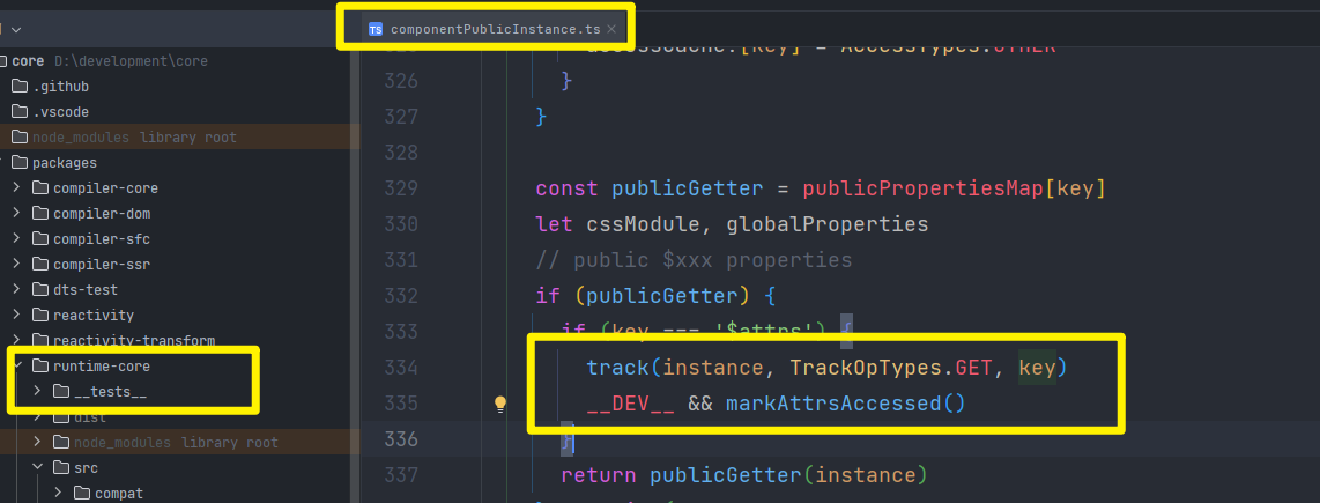 TS componentPublicInstance.ts
core D:\development\core
.github
.vscode
node_modules library root
packages
compiler-core
compiler-dom
compiler-sfc
compiler-ssr
dts-test
reactivity
reactivity-transform
runtime-core
__tests__
dist
node_modules library root
src
compat
accessCache![key] = AccessTypes.OTHER
326 }
327 }
328
329 const publicGetter = publicPropertiesMap[key]
330 let cssModule, globalProperties
331 // public $xxx properties
332 if (publicGetter) {
333 if (key === '$attrs') {
334 track(instance, TrackOpTypes.GET, key)
335 __DEV__ && markAttrsAccessed()
336 }
337 return publicGetter(instance)